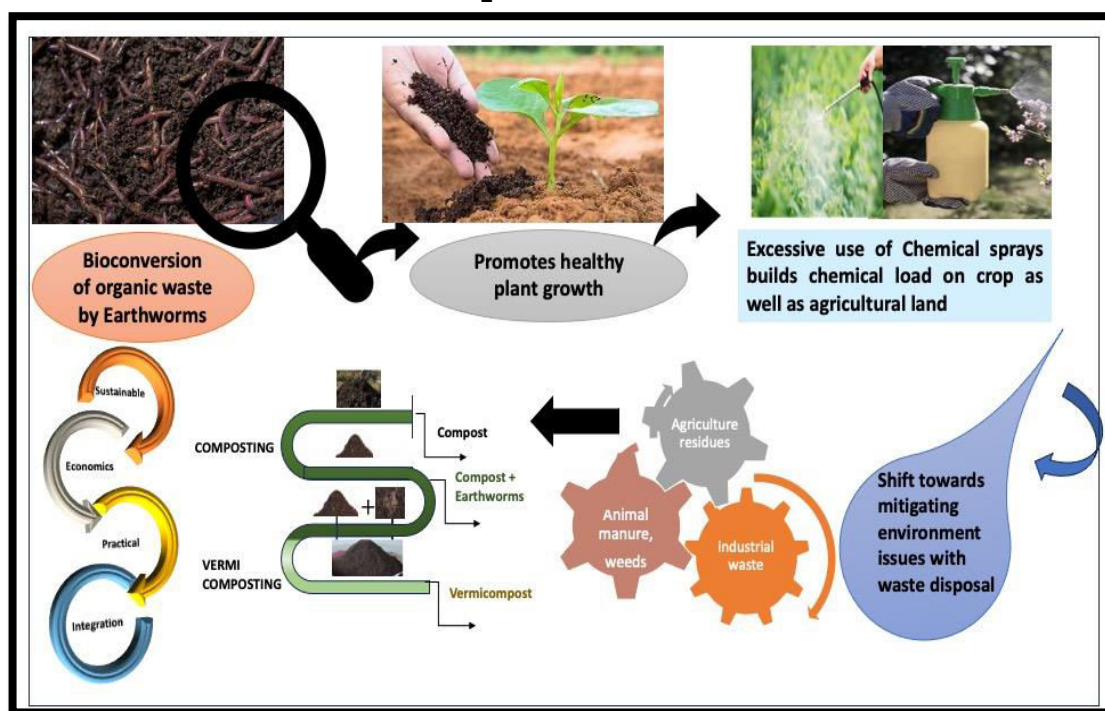 Bioconversion
of organic waste
by Earthworms
Promotes healthy
plant growth
Excessive use of Chemical sprays
builds chemical load on crop as
well as agricultural land
Sustainable
Economics
Practical
Integration
COMPOSTING
VERMI
COMPOSTING
Compost
Compost +
Earthworms
+
Vermicompost
Agriculture
residues
Animal
manure,
weeds
Industrial
waste
Shift towards
mitigating
environment
issues with
waste disposal